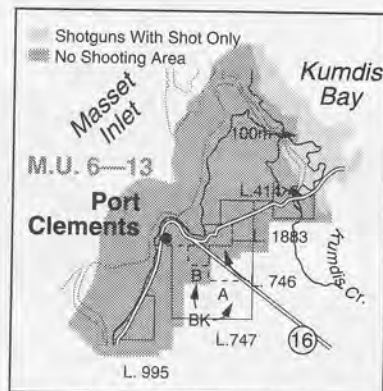 Shotguns With Shot Only
No Shooting Area
Kumdis
Bay
Masset
Inlet
100m
M.U. 6—13
L.414
Port
Clements
1883
Kumdis Cr.
B
L. 746
A
BK
L.747
16
L. 995